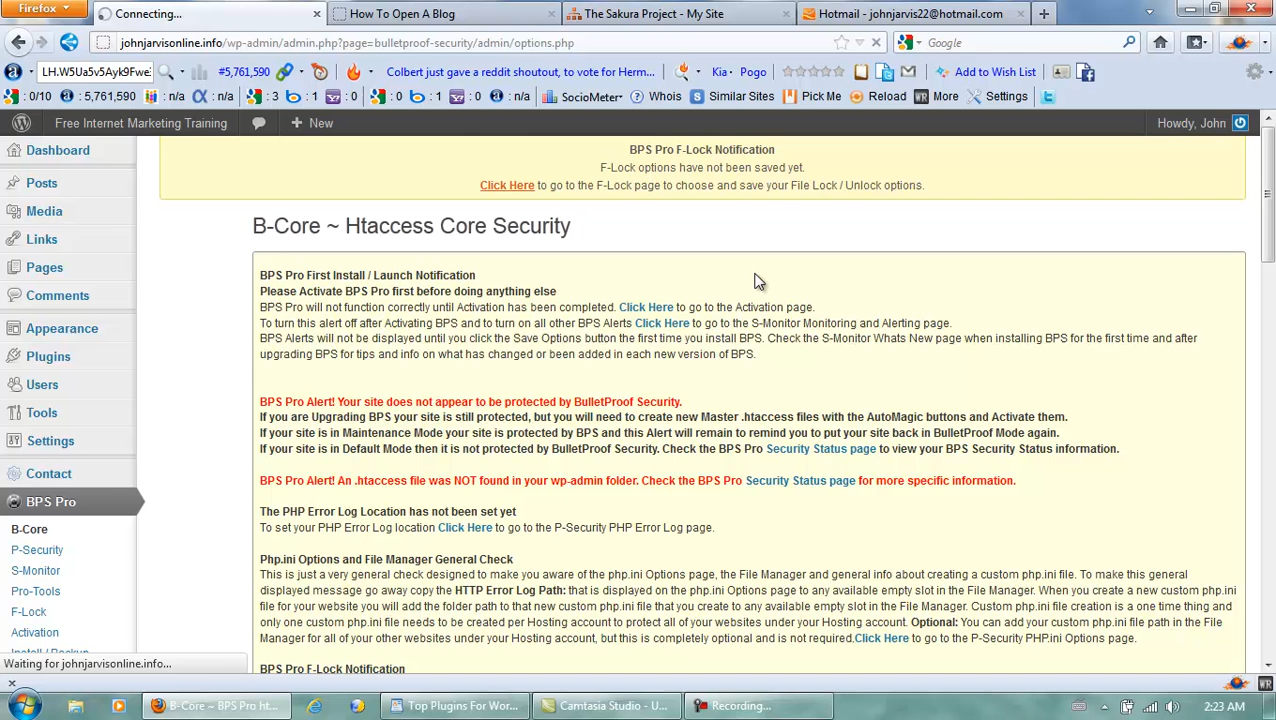 Firefox
Connecting...
How To Open A Blog
The Sakura Project - My Site
Hotmail - johnjarvis22@hotmail.com
johnjarvisonline.info/wp-admin/admin.php?page=bulletproof-security/admin/options.php
Google
LH.W5Ua5v5Ayk9Fwe
#5,761,590
Colbert just gave a reddit shoutout, to vote for Herm...
Kia
Pogo
Add to Wish List
: 0/10
: 5,761,590
: n/a
: n/a
: 3
: 1
: 0
: 0
: 1
: 0
: n/a
SocioMeter
Whois
Similar Sites
Pick Me
Reload
More
Settings
Free Internet Marketing Training
New
Howdy, John
Dashboard
Posts
Media
Links
Pages
Comments
Appearance
Plugins
Users
Tools
Settings
Contact
BPS Pro
B-Core
P-Security
S-Monitor
Pro-Tools
F-Lock
Activation
Install / Backup
BPS Pro F-Lock Notification
F-Lock options have not been saved yet.
Click Here to go to the F-Lock page to choose and save your File Lock / Unlock options.
B-Core ~ Htaccess Core Security
BPS Pro First Install / Launch Notification
Please Activate BPS Pro first before doing anything else
BPS Pro will not function correctly until Activation has been completed. Click Here to go to the Activation page.
To turn this alert off after Activating BPS and to turn on all other BPS Alerts Click Here to go to the S-Monitor Monitoring and Alerting page.
BPS Alerts will not be displayed until you click the Save Options button the first time you install BPS. Check the S-Monitor Whats New page when installing BPS for the first time and after
upgrading BPS for tips and info on what has changed or been added in each new version of BPS.
BPS Pro Alert! Your site does not appear to be protected by BulletProof Security.
If you are Upgrading BPS your site is still protected, but you will need to create new Master .htaccess files with the AutoMagic buttons and Activate them.
If your site is in Maintenance Mode your site is protected by BPS and this Alert will remain to remind you to put your site back in BulletProof Mode again.
If your site is in Default Mode then it is not protected by BulletProof Security. Check the BPS Pro Security Status page to view your BPS Security Status information.
BPS Pro Alert! An .htaccess file was NOT found in your wp-admin folder. Check the BPS Pro Security Status page for more specific information.
The PHP Error Log Location has not been set yet
To set your PHP Error Log location Click Here to go to the P-Security PHP Error Log page.
Php.ini Options and File Manager General Check
This is just a very general check designed to make you aware of the php.ini Options page, the File Manager and general info about creating a custom php.ini file. To make this general
displayed message go away copy the HTTP Error Log Path: that is displayed on the php.ini Options page to any available empty slot in the File Manager. When you create a new custom php.ini
file for your website you will add the folder path to that new custom php.ini file that you create to any available empty slot in the File Manager. Custom php.ini file creation is a one time thing and
only one custom php.ini file needs to be created per Hosting account to protect all of your websites under your Hosting account. Optional: You can add your custom php.ini file path in the File
Manager for all of your other websites under your Hosting account, but this is completely optional and is not required.Click Here to go to the P-Security PHP.ini Options page.
BPS Pro F-Lock Notification
Waiting for johnjarvisonline.info...
WR
B-Core ~ BPS Pro ht...
Top Plugins For Wor...
Camtasia Studio - U...
Recording...
2:23 AM